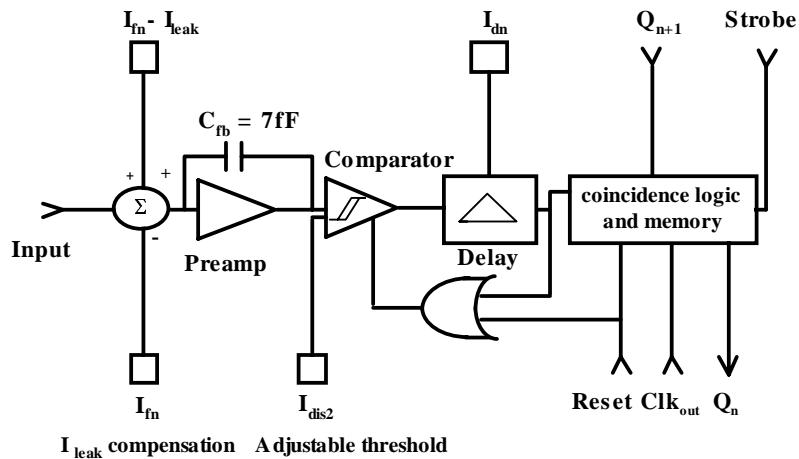 I_fn - I_leak
I_dn
Q_n+1
Strobe
C_fb = 7fF
Comparator
+
+
Σ
-
coincidence logic
and memory
Input
Preamp
Delay
I_fn
I_dis2
Reset Clk_out Q_n
I_leak compensation
Adjustable threshold